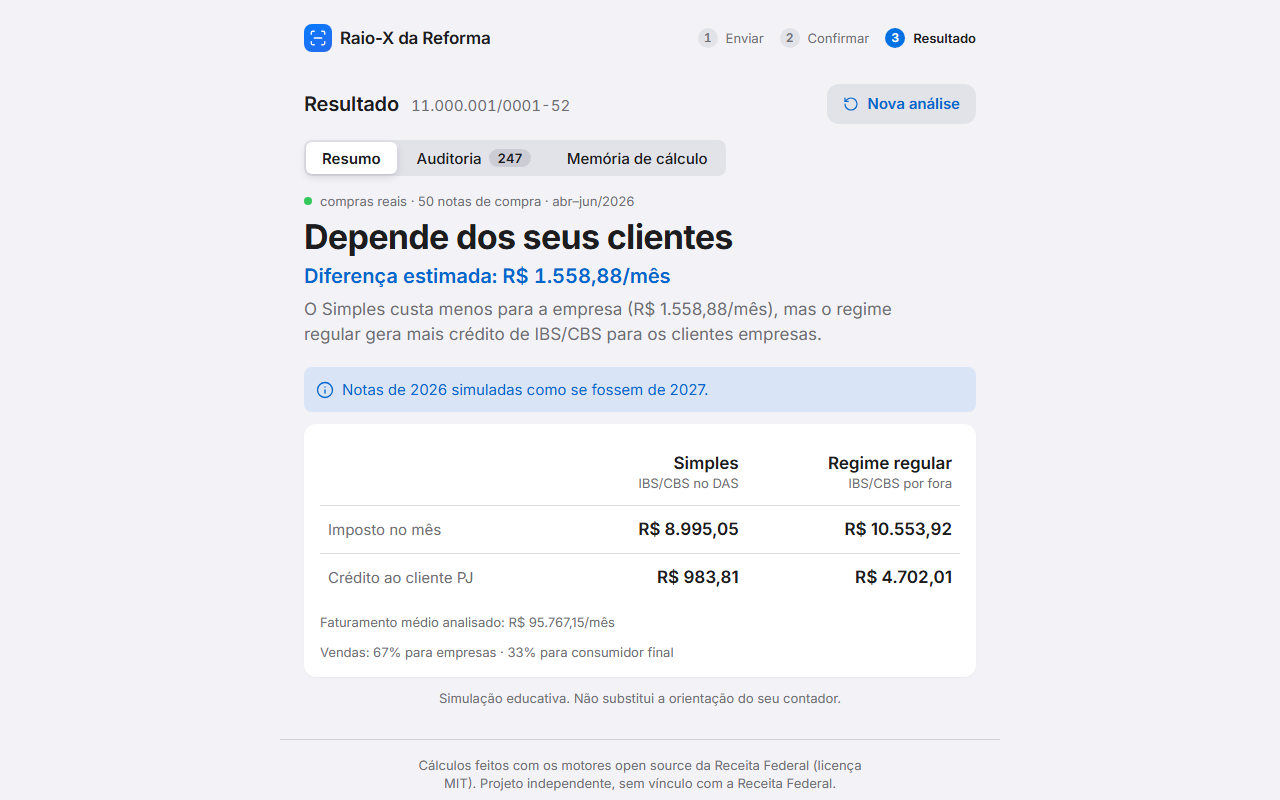 Raio-X da Reforma
1 Enviar 2 Confirmar 3 Resultado
Resultado 11.000.001/0001-52
Nova análise
Resumo Auditoria 247 Memória de cálculo
compras reais · 50 notas de compra · abr–jun/2026
Depende dos seus clientes
Diferença estimada: R$ 1.558,88/mês
O Simples custa menos para a empresa (R$ 1.558,88/mês), mas o regime
regular gera mais crédito de IBS/CBS para os clientes empresas.
Notas de 2026 simuladas como se fossem de 2027.
Simples Regime regular
IBS/CBS no DAS IBS/CBS por fora
Imposto no mês R$ 8.995,05 R$ 10.553,92
Crédito ao cliente PJ R$ 983,81 R$ 4.702,01
Faturamento médio analisado: R$ 95.767,15/mês
Vendas: 67% para empresas · 33% para consumidor final
Simulação educativa. Não substitui a orientação do seu contador.
Cálculos feitos com os motores open source da Receita Federal (licença
MIT). Projeto independente, sem vínculo com a Receita Federal.